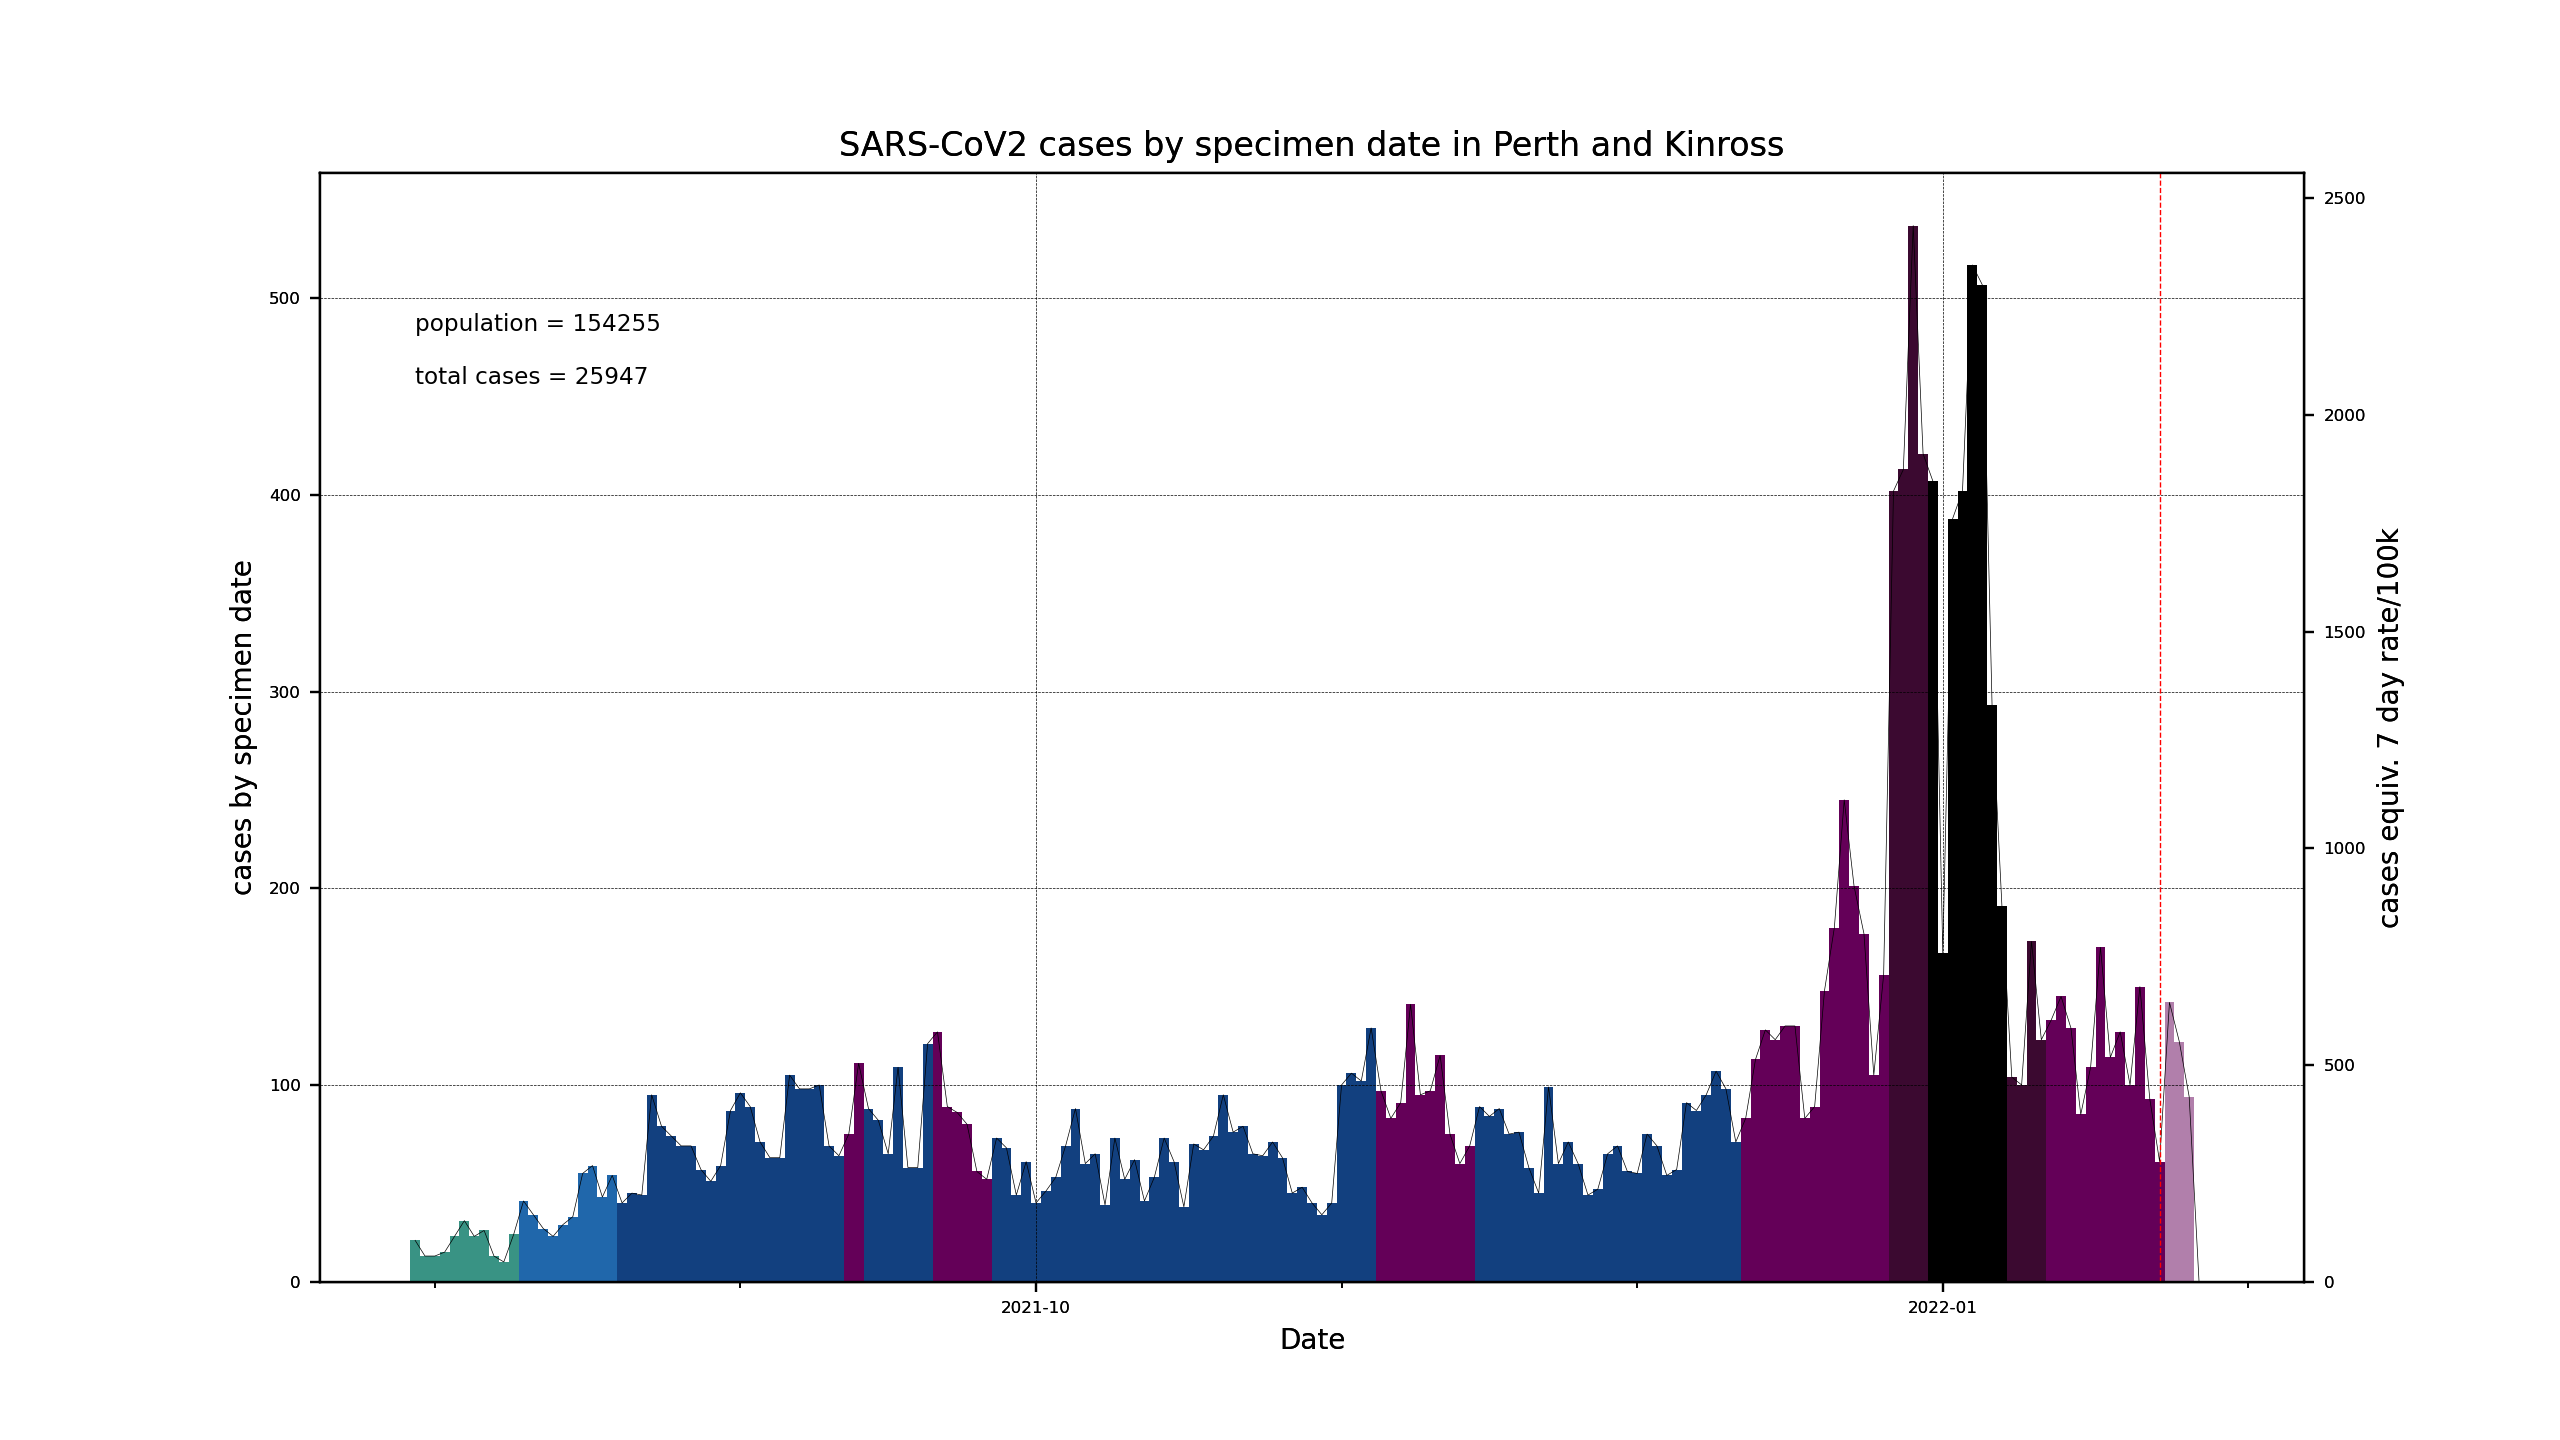 SARS-CoV2 cases by specimen date in Perth and Kinross
population = 154255
total cases = 25947
cases by specimen date
500
400
300
200
100
0
2500
2000
1500
1000
500
0
cases equiv. 7 day rate/100k
2021-10
2022-01
Date